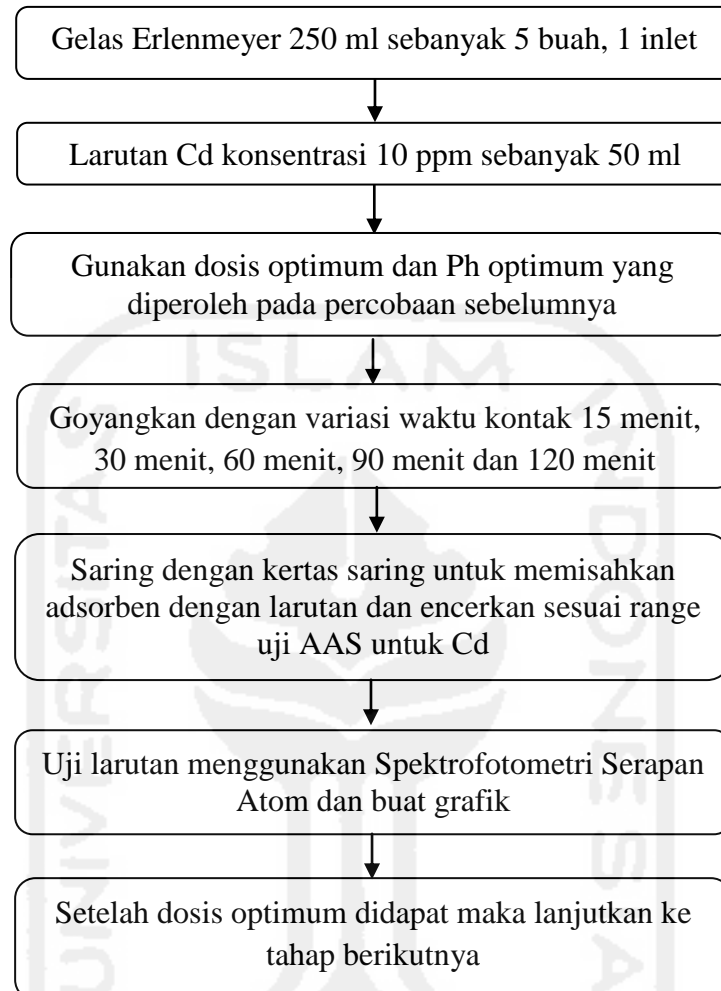 Gelas Erlenmeyer 250 ml sebanyak 5 buah, 1 inlet
Larutan Cd konsentrasi 10 ppm sebanyak 50 ml
Gunakan dosis optimum dan Ph optimum yang
diperoleh pada percobaan sebelumnya
ISLAM
Goyangkan dengan variasi waktu kontak 15 menit,
30 menit, 60 menit, 90 menit dan 120 menit
UNIVERSITAS
INDONESIA
Saring dengan kertas saring untuk memisahkan
adsorben dengan larutan dan encerkan sesuai range
uji AAS untuk Cd
Uji larutan menggunakan Spektrofotometri Serapan
Atom dan buat grafik
Setelah dosis optimum didapat maka lanjutkan ke
tahap berikutnya